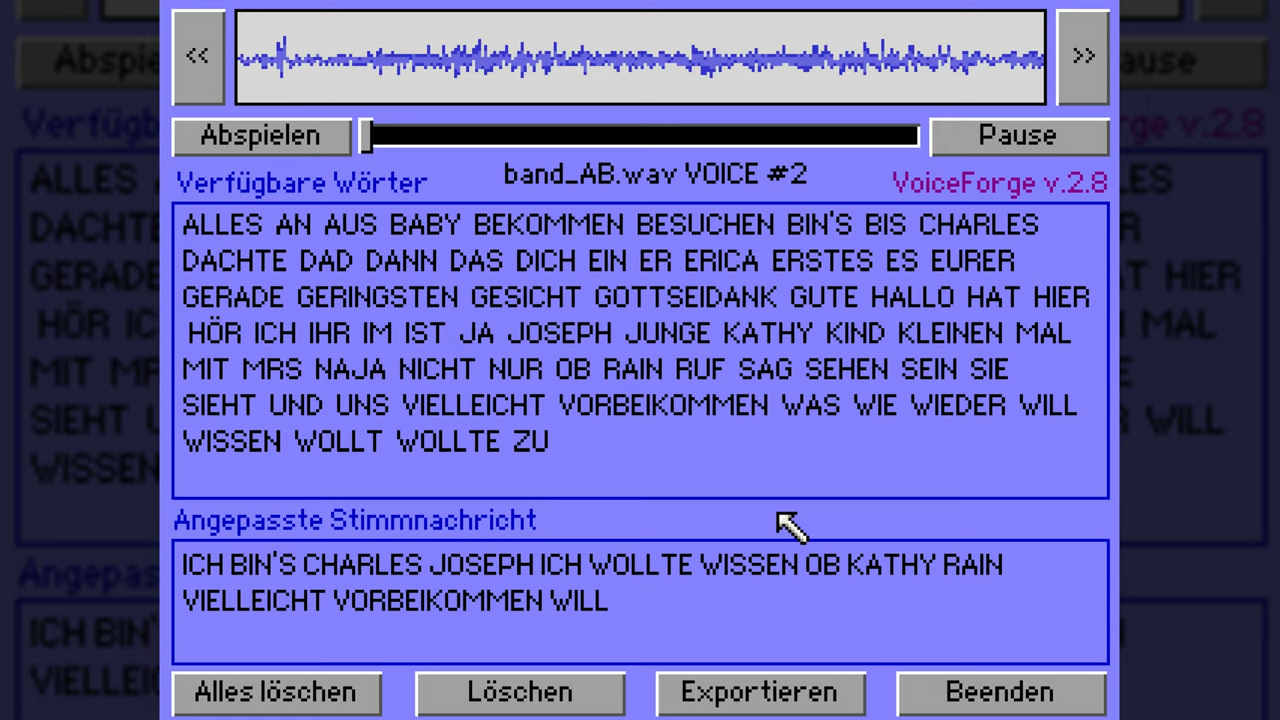 << >>
Abspielen Pause
band_AB.wav VOICE #2
Verfügbare Wörter VoiceForge v.2.8
ALLES AN AUS BABY BEKOMMEN BESUCHEN BIN'S BIS CHARLES
DACHTE DAD DANN DAS DICH EIN ER ERICA ERSTES ES EURER
GERADE GERINGSTEN GESICHT GOTTSEIDANK GUTE HALLO HAT HIER
HÖR ICH IHR IM IST JA JOSEPH JUNGE KATHY KIND KLEINEN MAL
MIT MRS NAJA NICHT NUR OB RAIN RUF SAG SEHEN SEIN SIE
SIEHT UND UNS VIELLEICHT VORBEIKOMMEN WAS WIE WIEDER WILL
WISSEN WOLLT WOLLTE ZU
Angepasste Stimmnachricht
ICH BIN'S CHARLES JOSEPH ICH WOLLTE WISSEN OB KATHY RAIN
VIELLEICHT VORBEIKOMMEN WILL
Alles löschen Löschen Exportieren Beenden